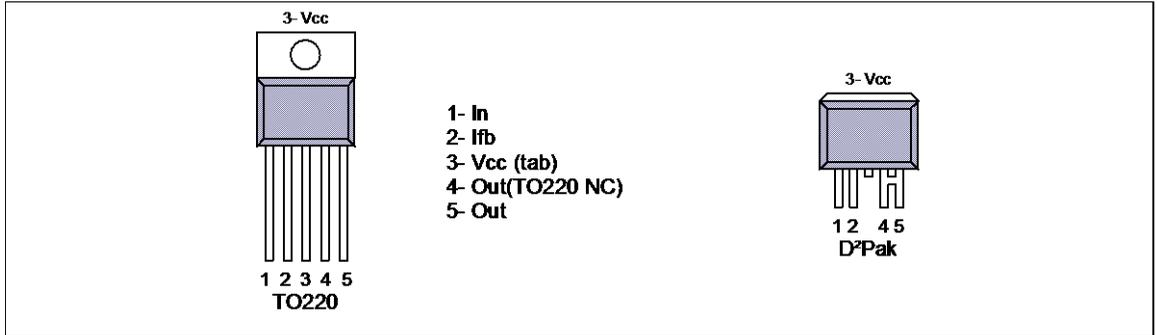 3- Vcc
1 2 3 4 5
TO220
1- In
2- Ifb
3- Vcc (tab)
4- Out(TO220 NC)
5- Out
3- Vcc
1 2 4 5
D²Pak